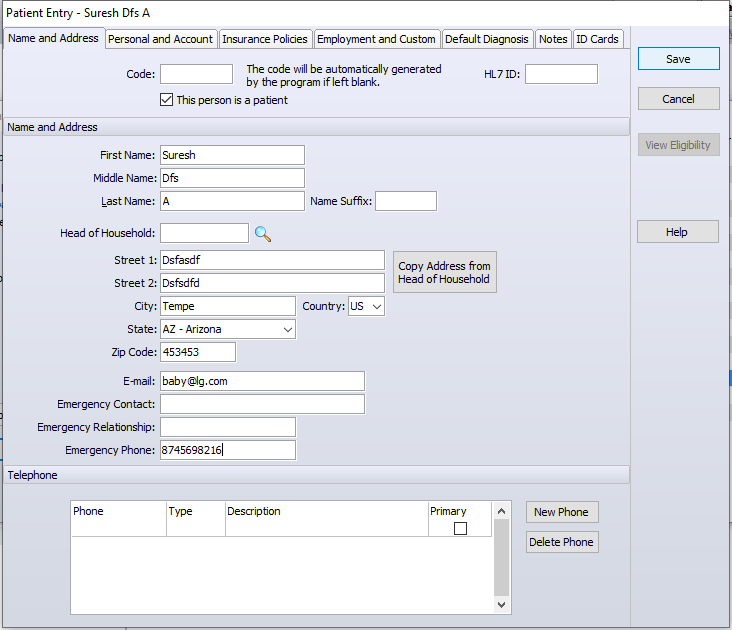 Patient Entry - Suresh Dfs A
Name and Address Personal and Account Insurance Policies Employment and Custom Default Diagnosis Notes ID Cards
Code: The code will be automatically generated by the program if left blank. HL7 ID:
This person is a patient
Name and Address
First Name: Suresh
Middle Name: Dfs
Last Name: A Name Suffix:
Head of Household:
Street 1: Dsfasdf
Street 2: Dsfsdfd
Copy Address from
Head of Household
City: Tempe Country: US
State: AZ - Arizona
Zip Code: 453453
E-mail: baby@lg.com
Emergency Contact:
Emergency Relationship:
Emergency Phone: 8745698216
Telephone
Phone Type Description Primary
New Phone
Delete Phone
Save
Cancel
View Eligibility
Help